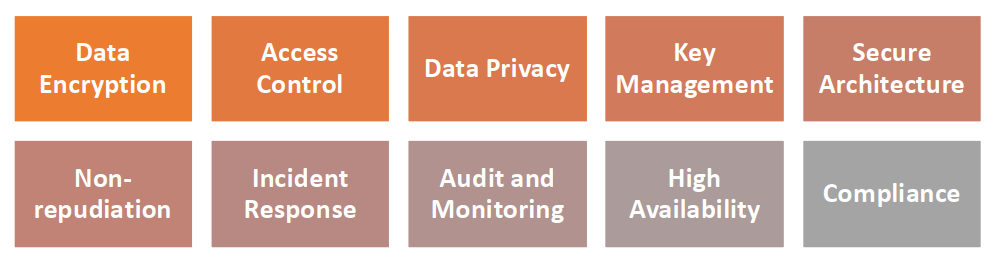 Data
Encryption
Access
Control
Data Privacy
Key
Management
Secure
Architecture
Non-
repudiation
Incident
Response
Audit and
Monitoring
High
Availability
Compliance